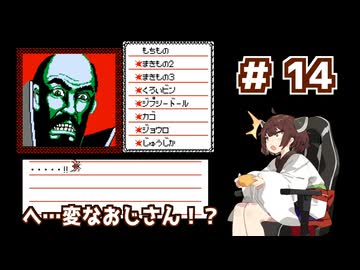 もちもの
まきもの2
まきもの3
くろいビン
ジプシードール
カゴ
ジョウロ
じゅうじか
# 14
・・・・・!!
へ…変なおじさん!?